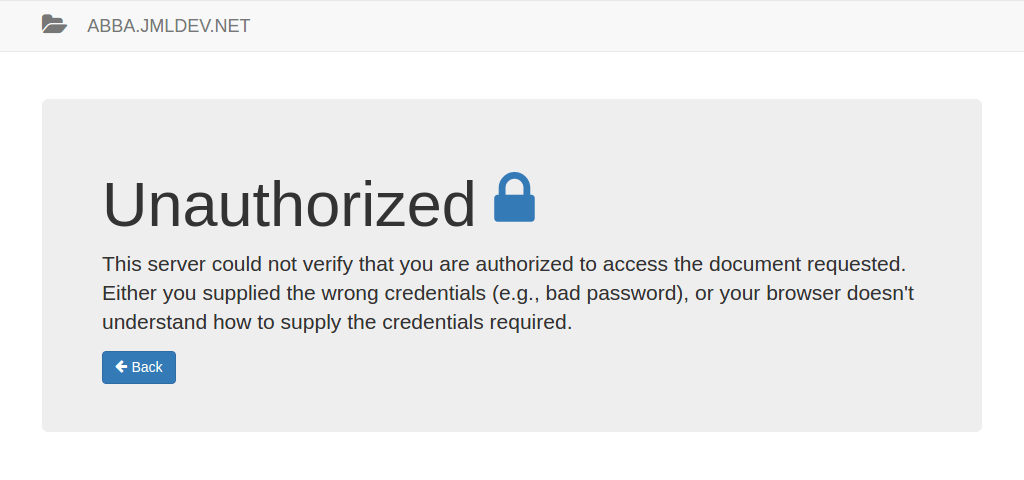 ABBA.JMLDEV.NET
Unauthorized
This server could not verify that you are authorized to access the document requested.
Either you supplied the wrong credentials (e.g., bad password), or your browser doesn't
understand how to supply the credentials required.
Back